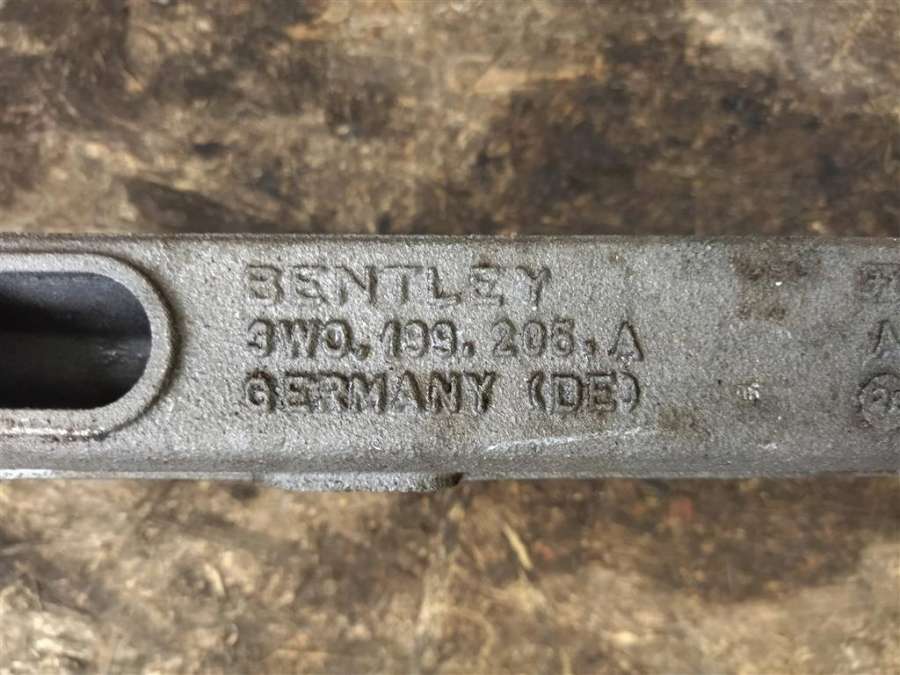 BENTLEY
3W0.199.205.A
GERMANY (DE)